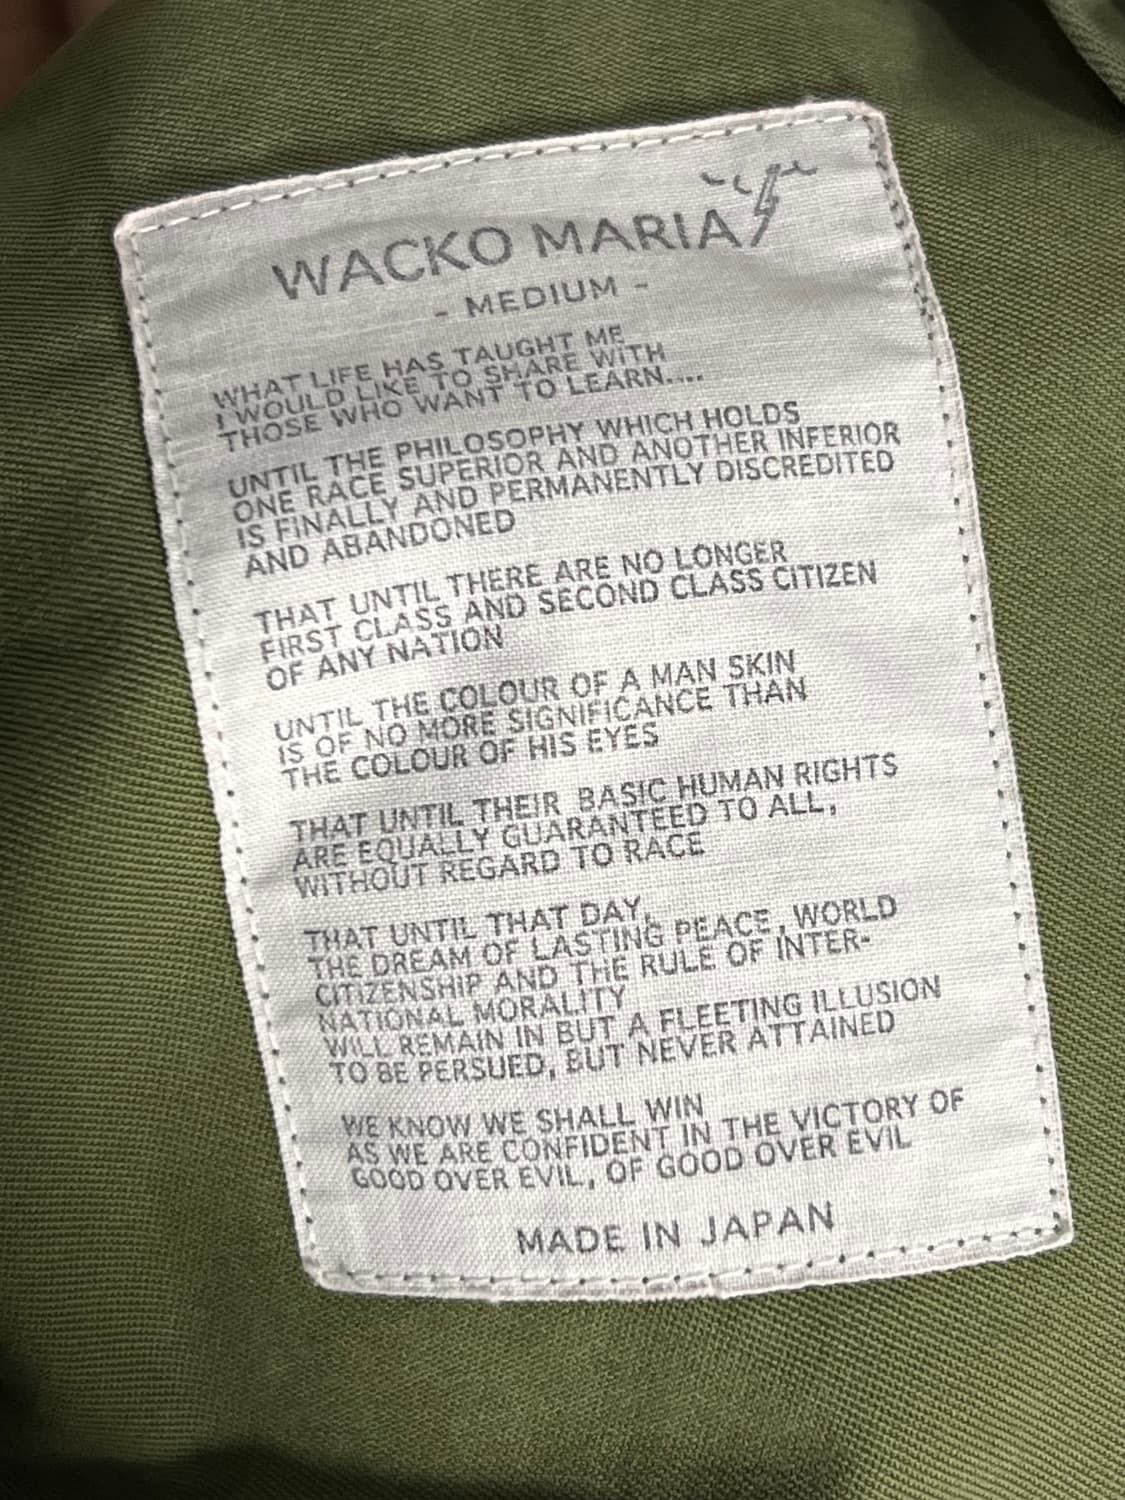 WACKO MARIA
- MEDIUM -
WHAT LIFE HAS TAUGHT ME
I WOULD LIKE TO SHARE WITH
THOSE WHO WANT TO LEARN....
UNTIL THE PHILOSOPHY WHICH HOLDS
ONE RACE SUPERIOR AND ANOTHER INFERIOR
IS FINALLY AND PERMANENTLY DISCREDITED
AND ABANDONED
THAT UNTIL THERE ARE NO LONGER
FIRST CLASS AND SECOND CLASS CITIZEN
OF ANY NATION
UNTIL THE COLOUR OF A MAN SKIN
IS OF NO MORE SIGNIFICANCE THAN
THE COLOUR OF HIS EYES
THAT UNTIL THEIR BASIC HUMAN RIGHTS
ARE EQUALLY GUARANTEED TO ALL,
WITHOUT REGARD TO RACE
THAT UNTIL THAT DAY,
THE DREAM OF LASTING PEACE, WORLD
CITIZENSHIP AND THE RULE OF INTER-
NATIONAL MORALITY
WILL REMAIN IN BUT A FLEETING ILLUSION
TO BE PERSUED, BUT NEVER ATTAINED
WE KNOW WE SHALL WIN
AS WE ARE CONFIDENT IN THE VICTORY OF
GOOD OVER EVIL, OF GOOD OVER EVIL
MADE IN JAPAN